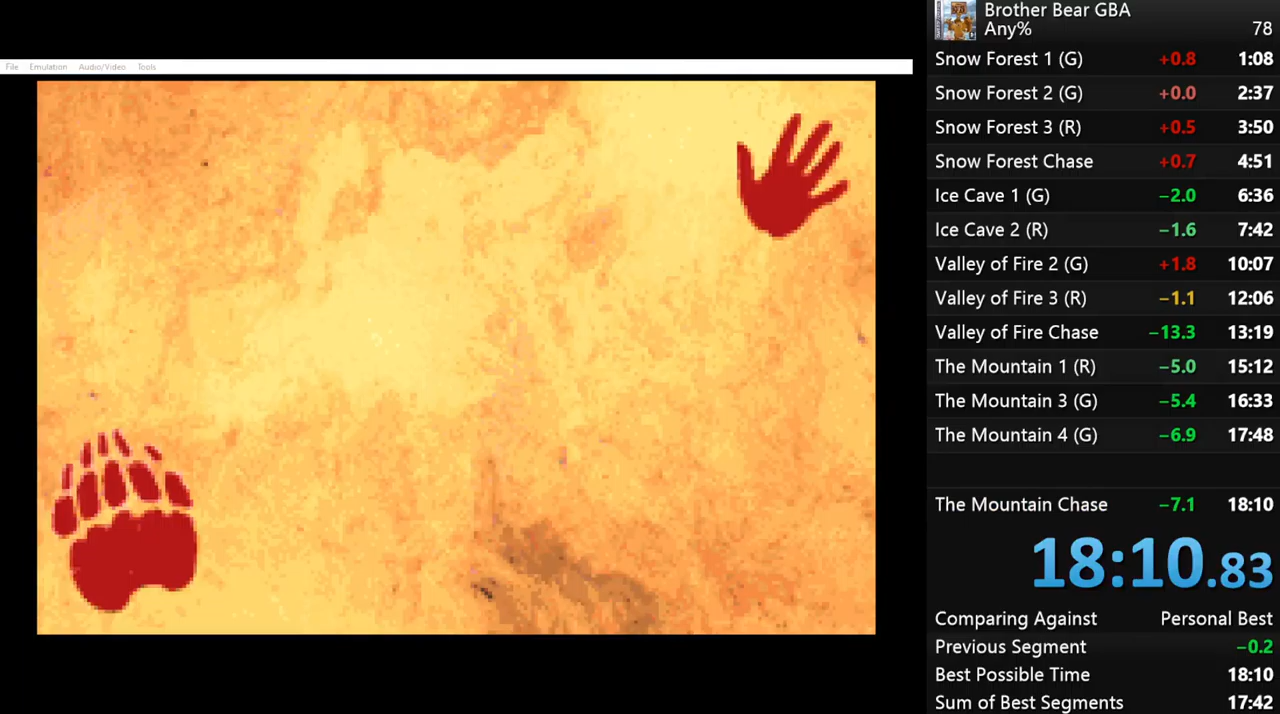 Brother Bear GBA
Any% 78
File Emulation Audio/Video Tools
Snow Forest 1 (G) +0.8 1:08
Snow Forest 2 (G) +0.0 2:37
Snow Forest 3 (R) +0.5 3:50
Snow Forest Chase +0.7 4:51
Ice Cave 1 (G) −2.0 6:36
Ice Cave 2 (R) −1.6 7:42
Valley of Fire 2 (G) +1.8 10:07
Valley of Fire 3 (R) −1.1 12:06
Valley of Fire Chase −13.3 13:19
The Mountain 1 (R) −5.0 15:12
The Mountain 3 (G) −5.4 16:33
The Mountain 4 (G) −6.9 17:48
The Mountain Chase −7.1 18:10
18:10.83
Comparing Against Personal Best
Previous Segment −0.2
Best Possible Time 18:10
Sum of Best Segments 17:42